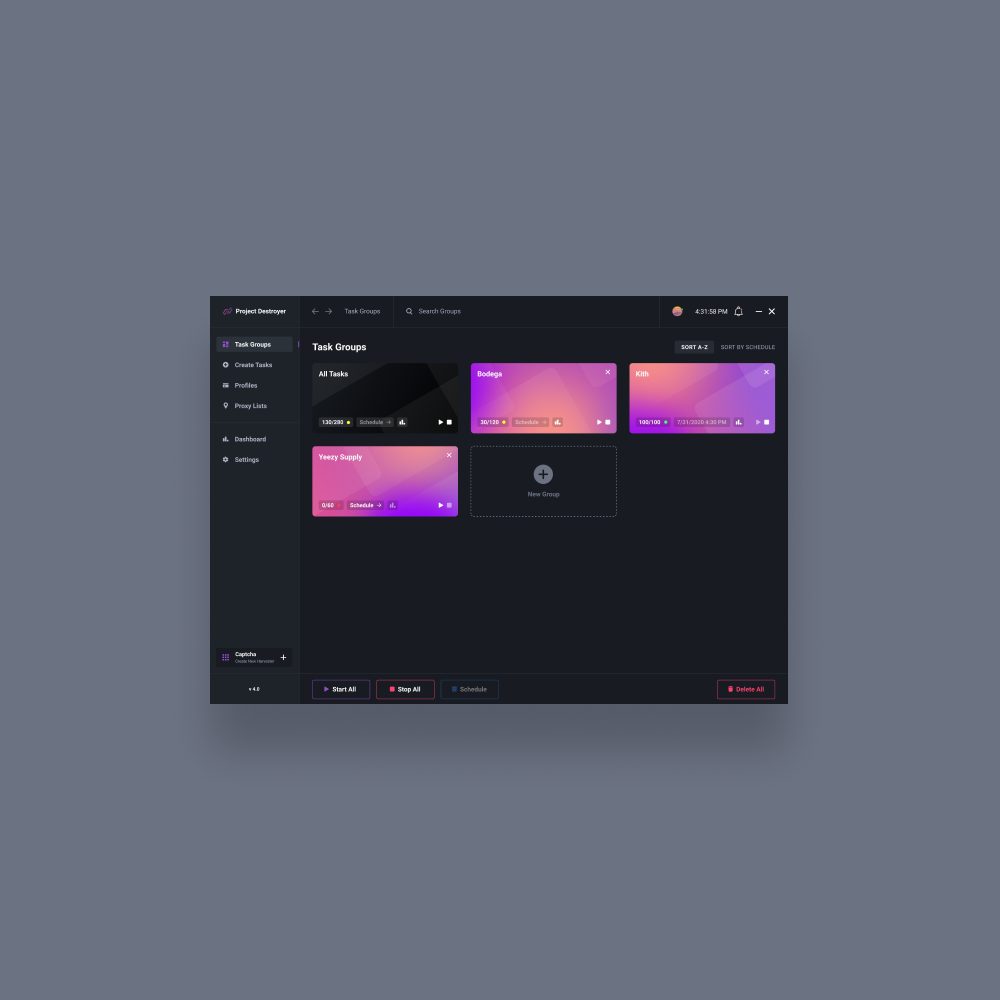 Project Destroyer
Task Groups
Search Groups
4:31:58 PM
Task Groups
Create Tasks
Profiles
Proxy Lists
Dashboard
Settings
Captcha
Create New Harvester
v 4.0
Task Groups
SORT A-Z
SORT BY SCHEDULE
All Tasks
130/280
Schedule
Bodega
30/120
Schedule
Kith
100/100
7/31/2020 4:30 PM
Yeezy Supply
0/60
Schedule
New Group
Start All
Stop All
Schedule
Delete All